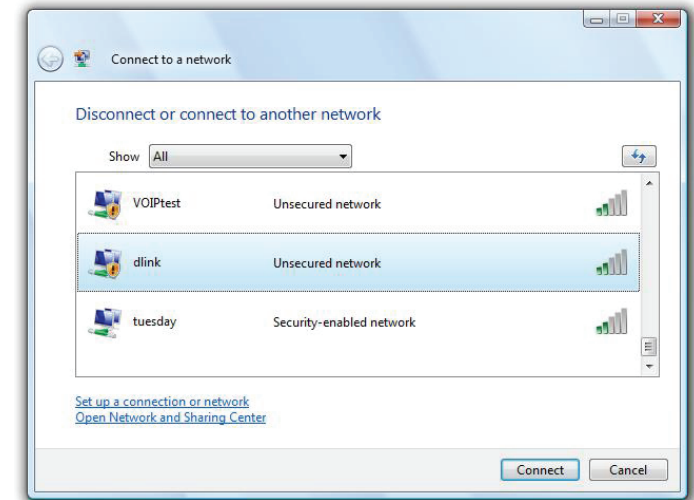 Connect to a network
Disconnect or connect to another network
Show All
VOIPtest Unsecured network
dlink Unsecured network
tuesday Security-enabled network
Set up a connection or network
Open Network and Sharing Center
Connect Cancel